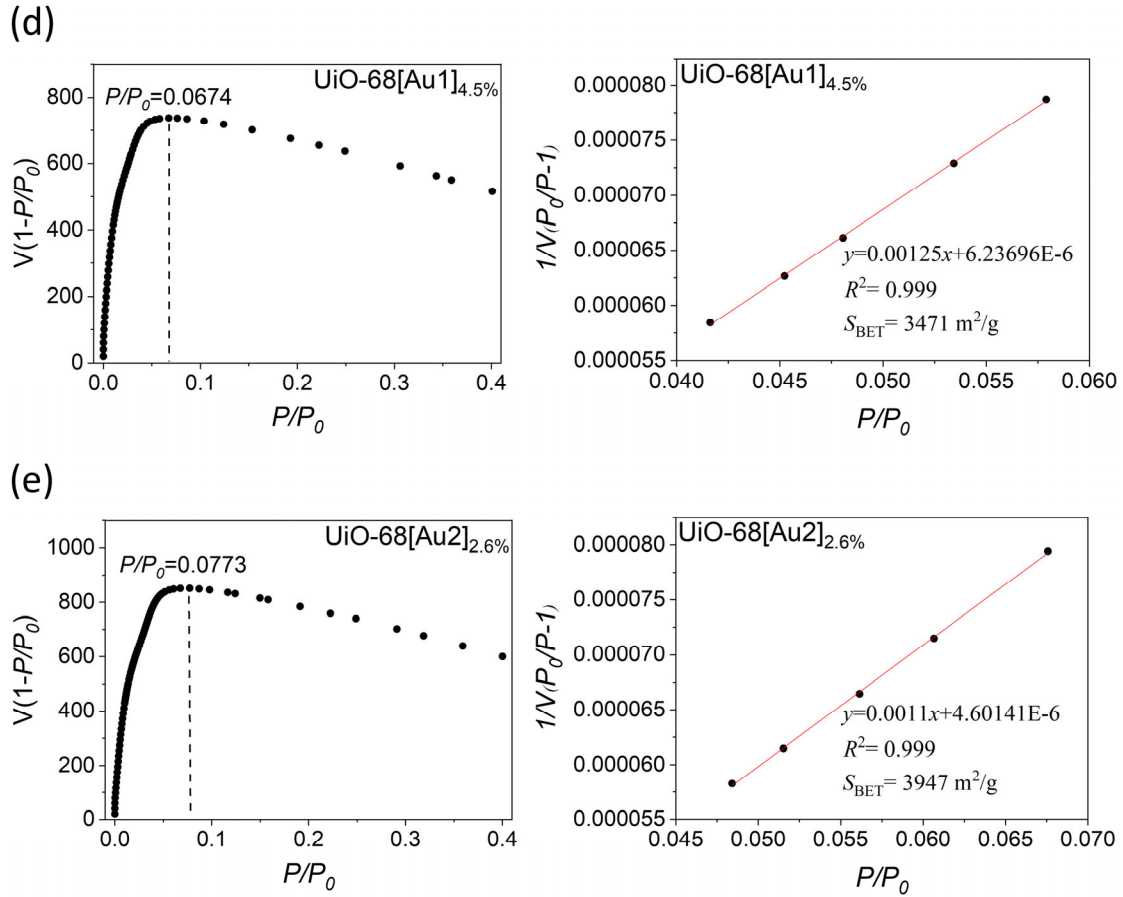 (d)
UiO-68[Au1]4.5%
P/P0=0.0674
V(1-P/P0)
800
600
400
200
0
0.0 0.1 0.2 0.3 0.4
P/P0
UiO-68[Au1]4.5%
1/V(P0/P-1)
0.000080
0.000075
0.000070
0.000065
0.000060
0.000055
y=0.00125x+6.23696E-6
R²= 0.999
SBET= 3471 m²/g
0.040 0.045 0.050 0.055 0.060
P/P0
(e)
UiO-68[Au2]2.6%
P/P0=0.0773
V(1-P/P0)
1000
800
600
400
200
0
0.0 0.1 0.2 0.3 0.4
P/P0
UiO-68[Au2]2.6%
1/V(P0/P-1)
0.000080
0.000075
0.000070
0.000065
0.000060
0.000055
y=0.0011x+4.60141E-6
R²= 0.999
SBET= 3947 m²/g
0.045 0.050 0.055 0.060 0.065 0.070
P/P0